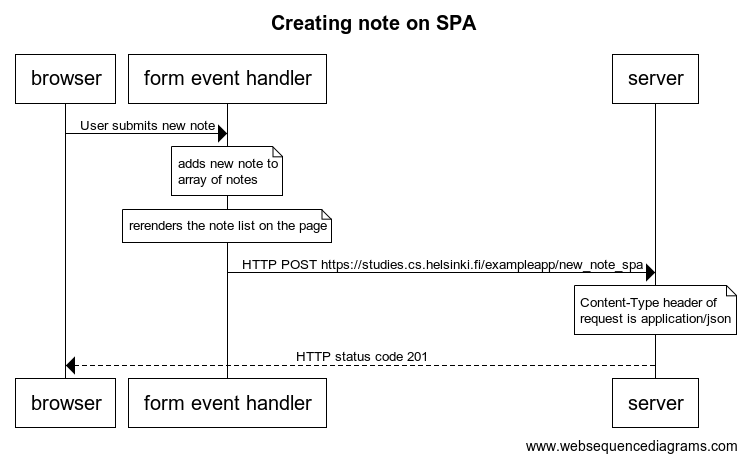 Creating note on SPA
browser
form event handler
server
User submits new note
adds new note to
array of notes
rerenders the note list on the page
HTTP POST https://studies.cs.helsinki.fi/exampleapp/new_note_spa
Content-Type header of
request is application/json
HTTP status code 201
browser
form event handler
server
www.websequencediagrams.com